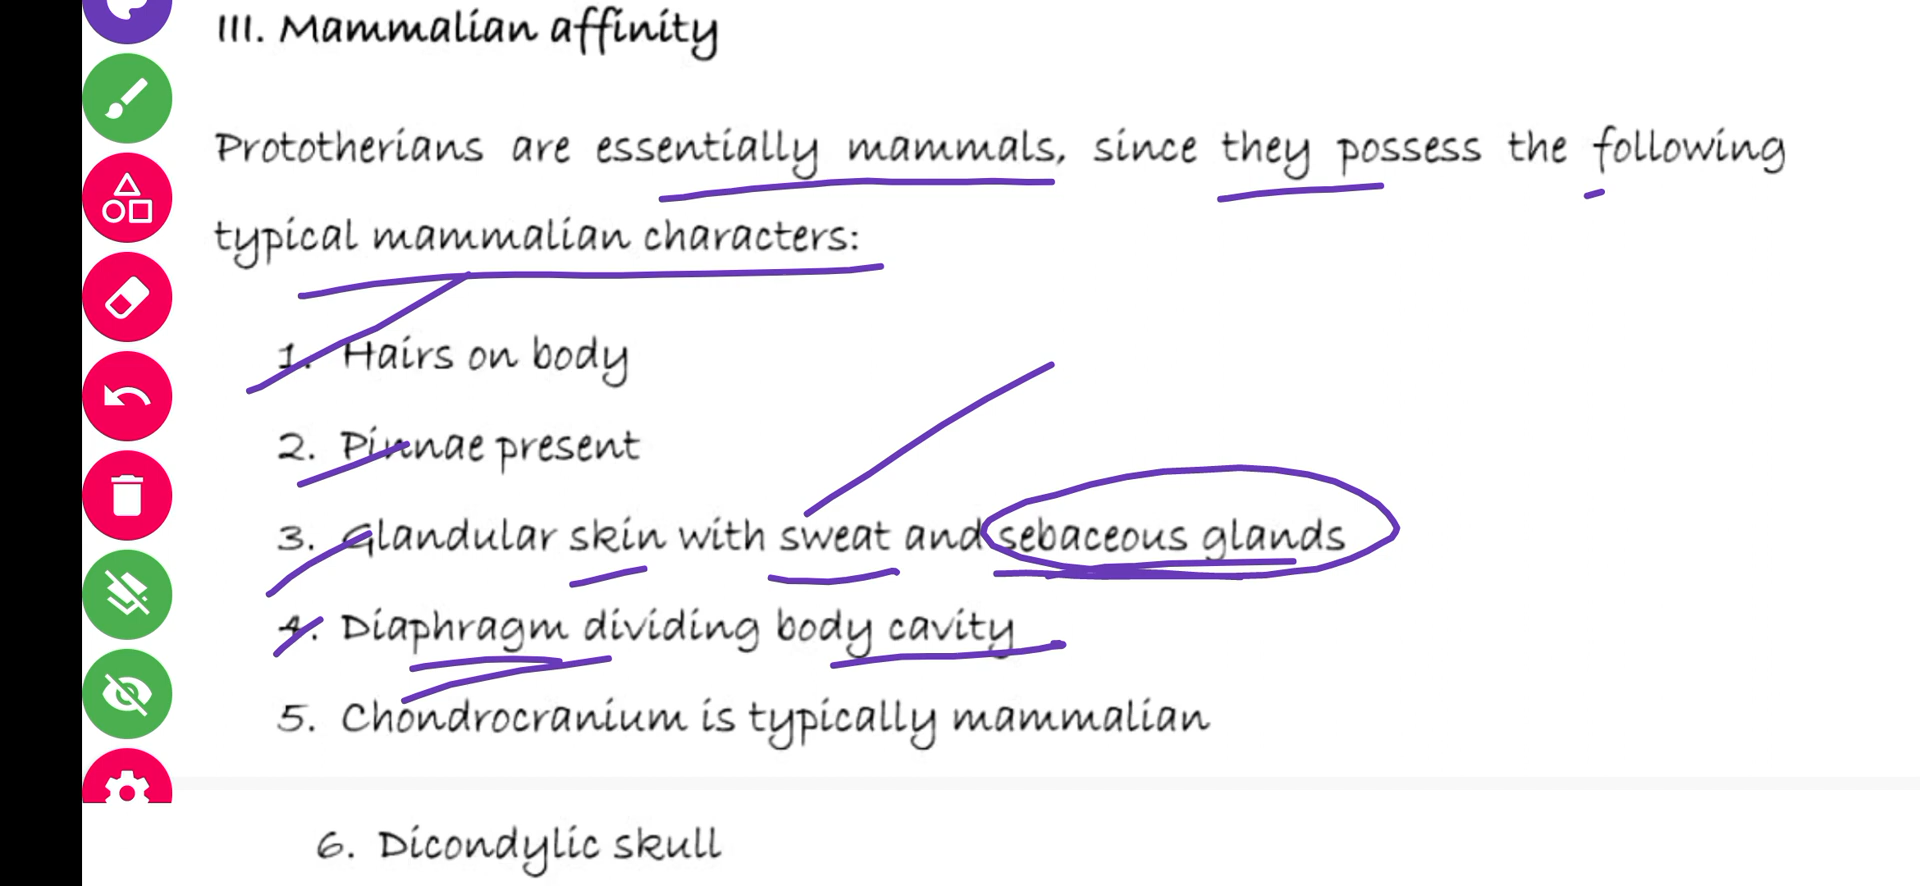 III. Mammalian affinity
Prototherians are essentially mammals, since they possess the following
typical mammalian characters:
1. Hairs on body
2. Pinnae present
3. Glandular skin with sweat and sebaceous glands
4. Diaphragm dividing body cavity
5. Chondrocranium is typically mammalian
6. Dicondylic skull